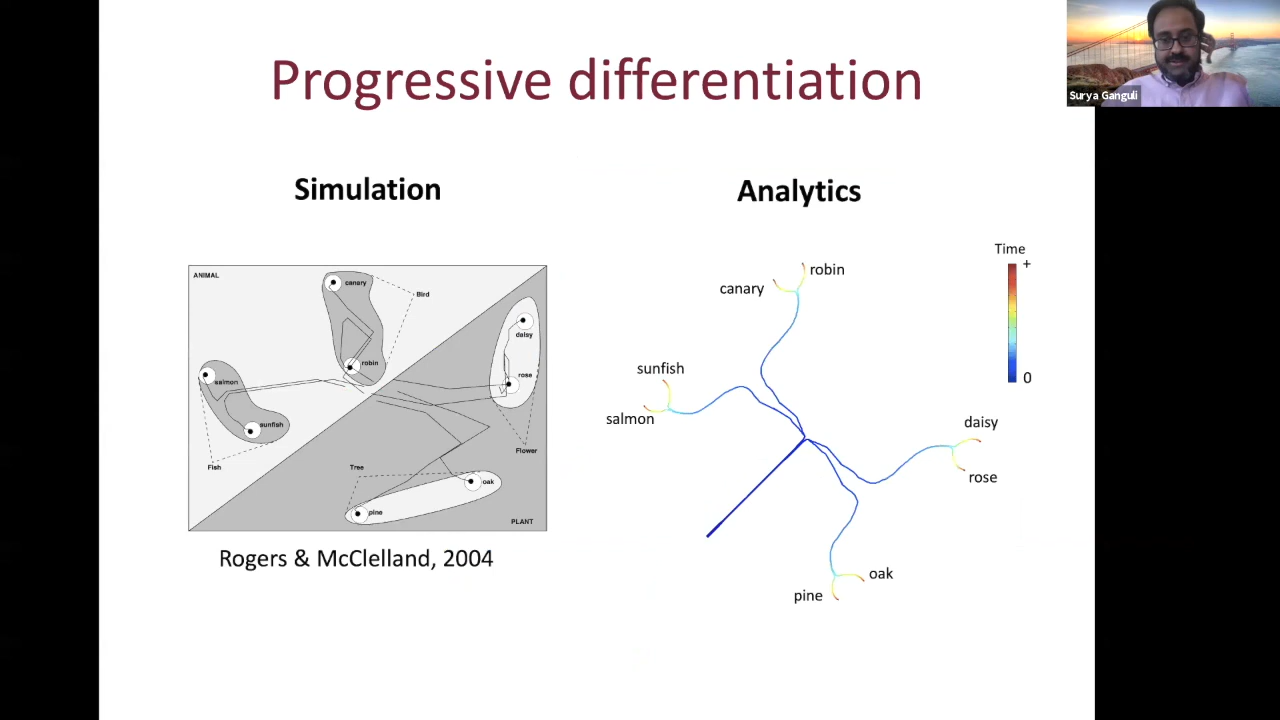 Progressive differentiation
Surya Ganguli
Simulation
Analytics
ANIMAL
canary
Bird
daisy
robin
rose
salmon
sunfish
Flower
Fish
Tree
oak
pine
PLANT
Rogers & McClelland, 2004
Time
+
0
robin
canary
sunfish
salmon
daisy
rose
oak
pine